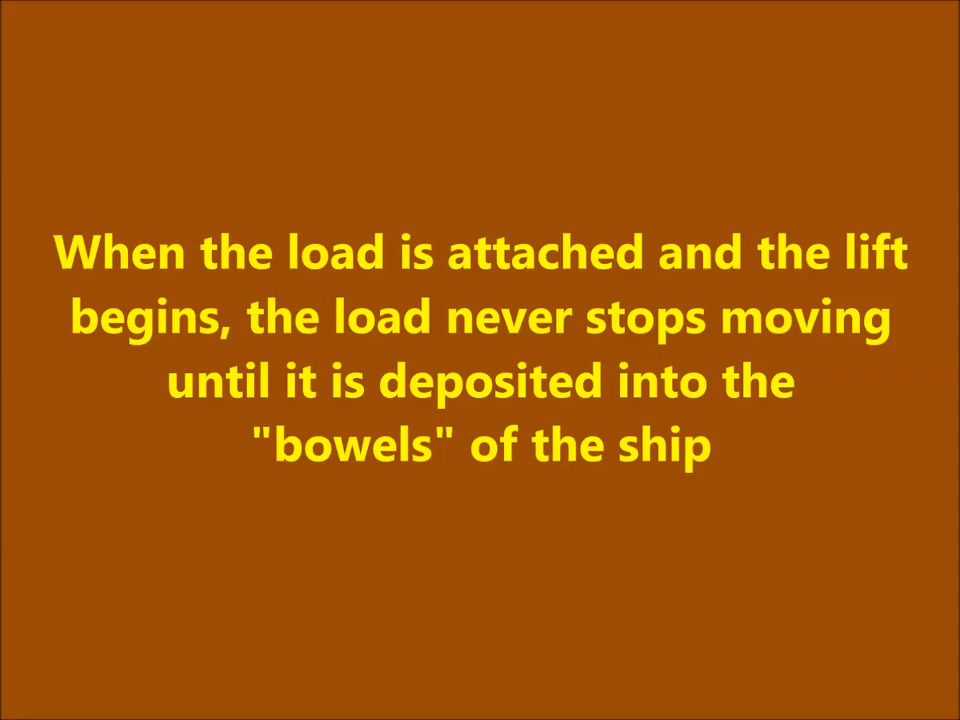 When the load is attached and the lift
begins, the load never stops moving
until it is deposited into the
"bowels" of the ship